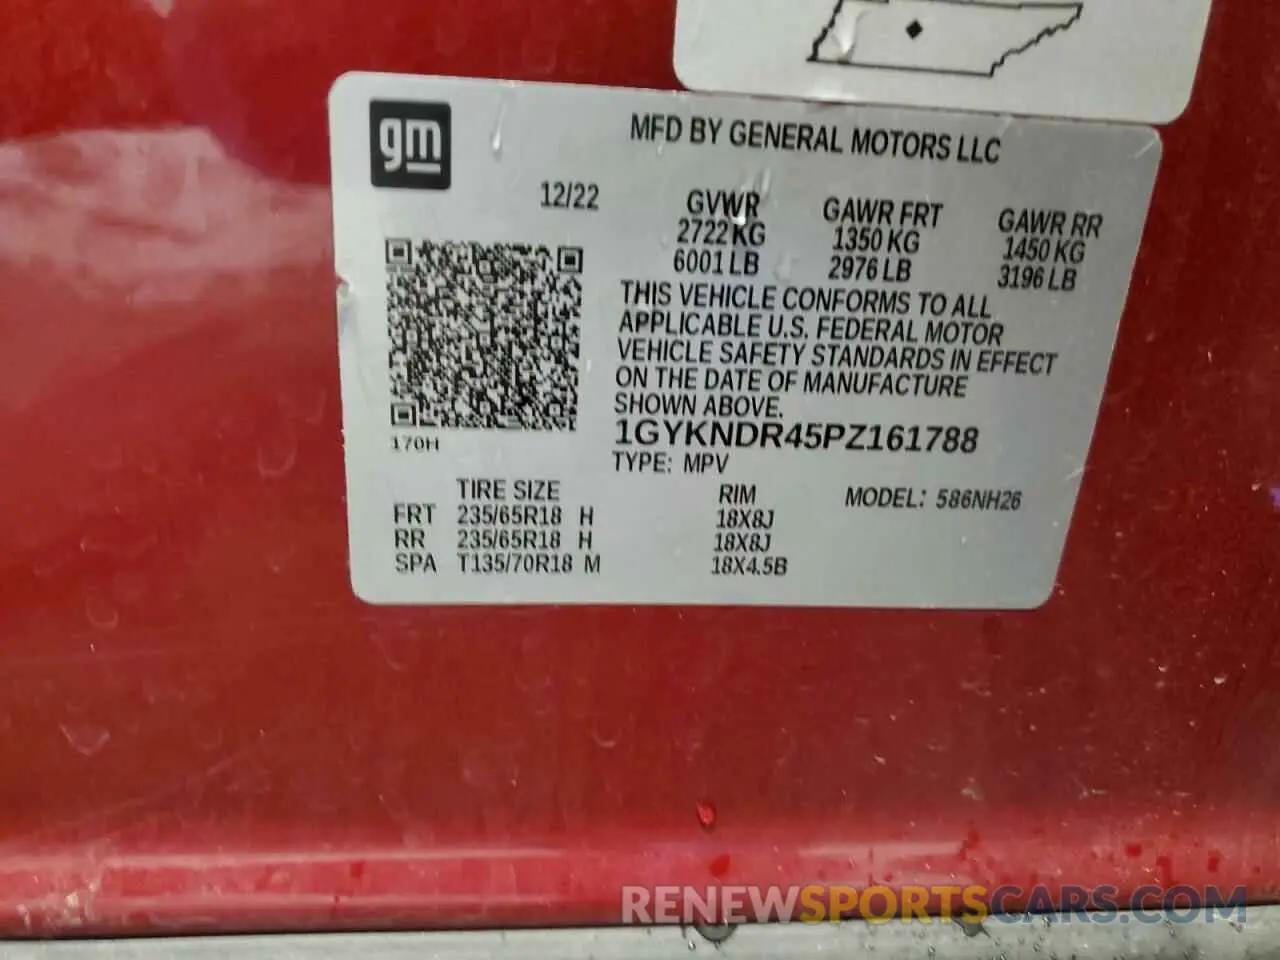 gm
MFD BY GENERAL MOTORS LLC
12/22
GVWR GAWR FRT GAWR RR
2722 KG 1350 KG 1450 KG
6001 LB 2976 LB 3196 LB
THIS VEHICLE CONFORMS TO ALL
APPLICABLE U.S. FEDERAL MOTOR
VEHICLE SAFETY STANDARDS IN EFFECT
ON THE DATE OF MANUFACTURE
SHOWN ABOVE.
170H
1GYKNDR45PZ161788
TYPE: MPV
TIRE SIZE RIM MODEL: 586NH26
FRT 235/65R18 H 18X8J
RR 235/65R18 H 18X8J
SPA T135/70R18 M 18X4.5B
RENEWSPORTSCARS.COM